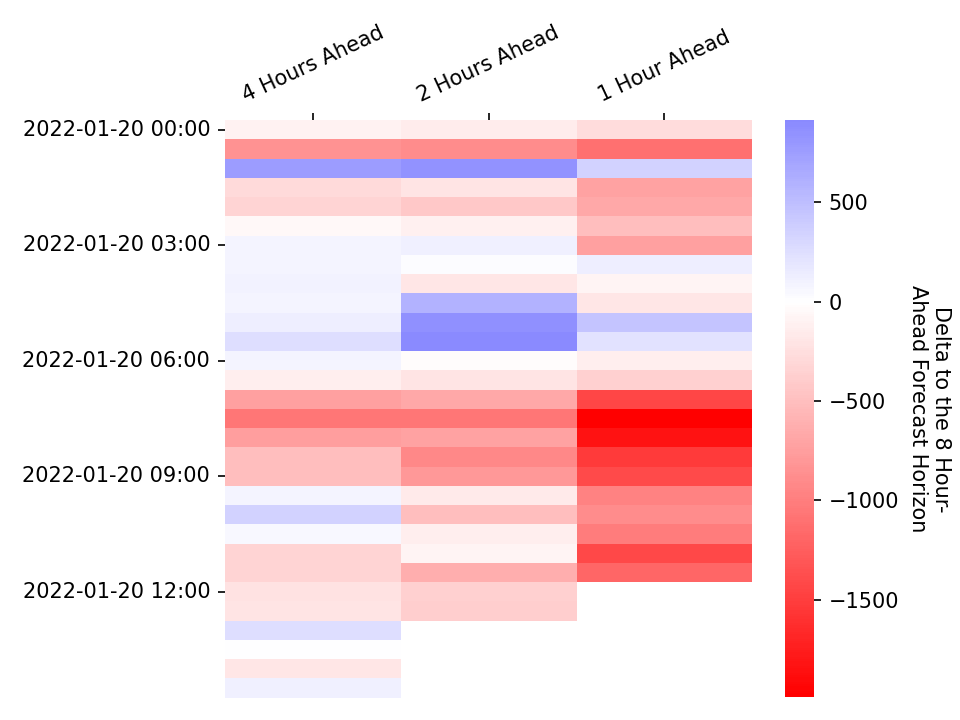 4 Hours Ahead
2 Hours Ahead
1 Hour Ahead
2022-01-20 00:00
2022-01-20 03:00
2022-01-20 06:00
2022-01-20 09:00
2022-01-20 12:00
500
0
−500
−1000
−1500
Delta to the 8 Hour-
Ahead Forecast Horizon